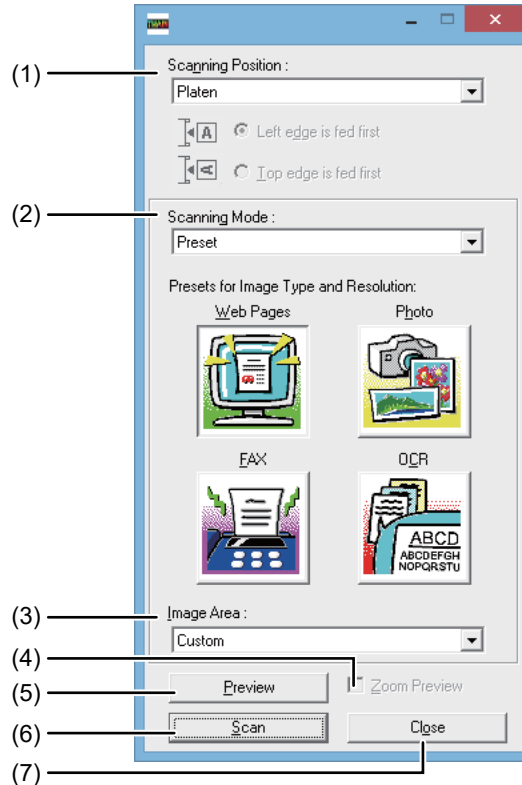 (1)
Scanning Position :
Platen
A
Left edge is fed first
A
Top edge is fed first
(2)
Scanning Mode :
Preset
Presets for Image Type and Resolution:
Web Pages
Photo
FAX
OCR
ABCD
ABCDEFGH
NOPQRSTU
(3)
Image Area :
Custom
(4)
(5)
Preview
Zoom Preview
(6)
Scan
Close
(7)